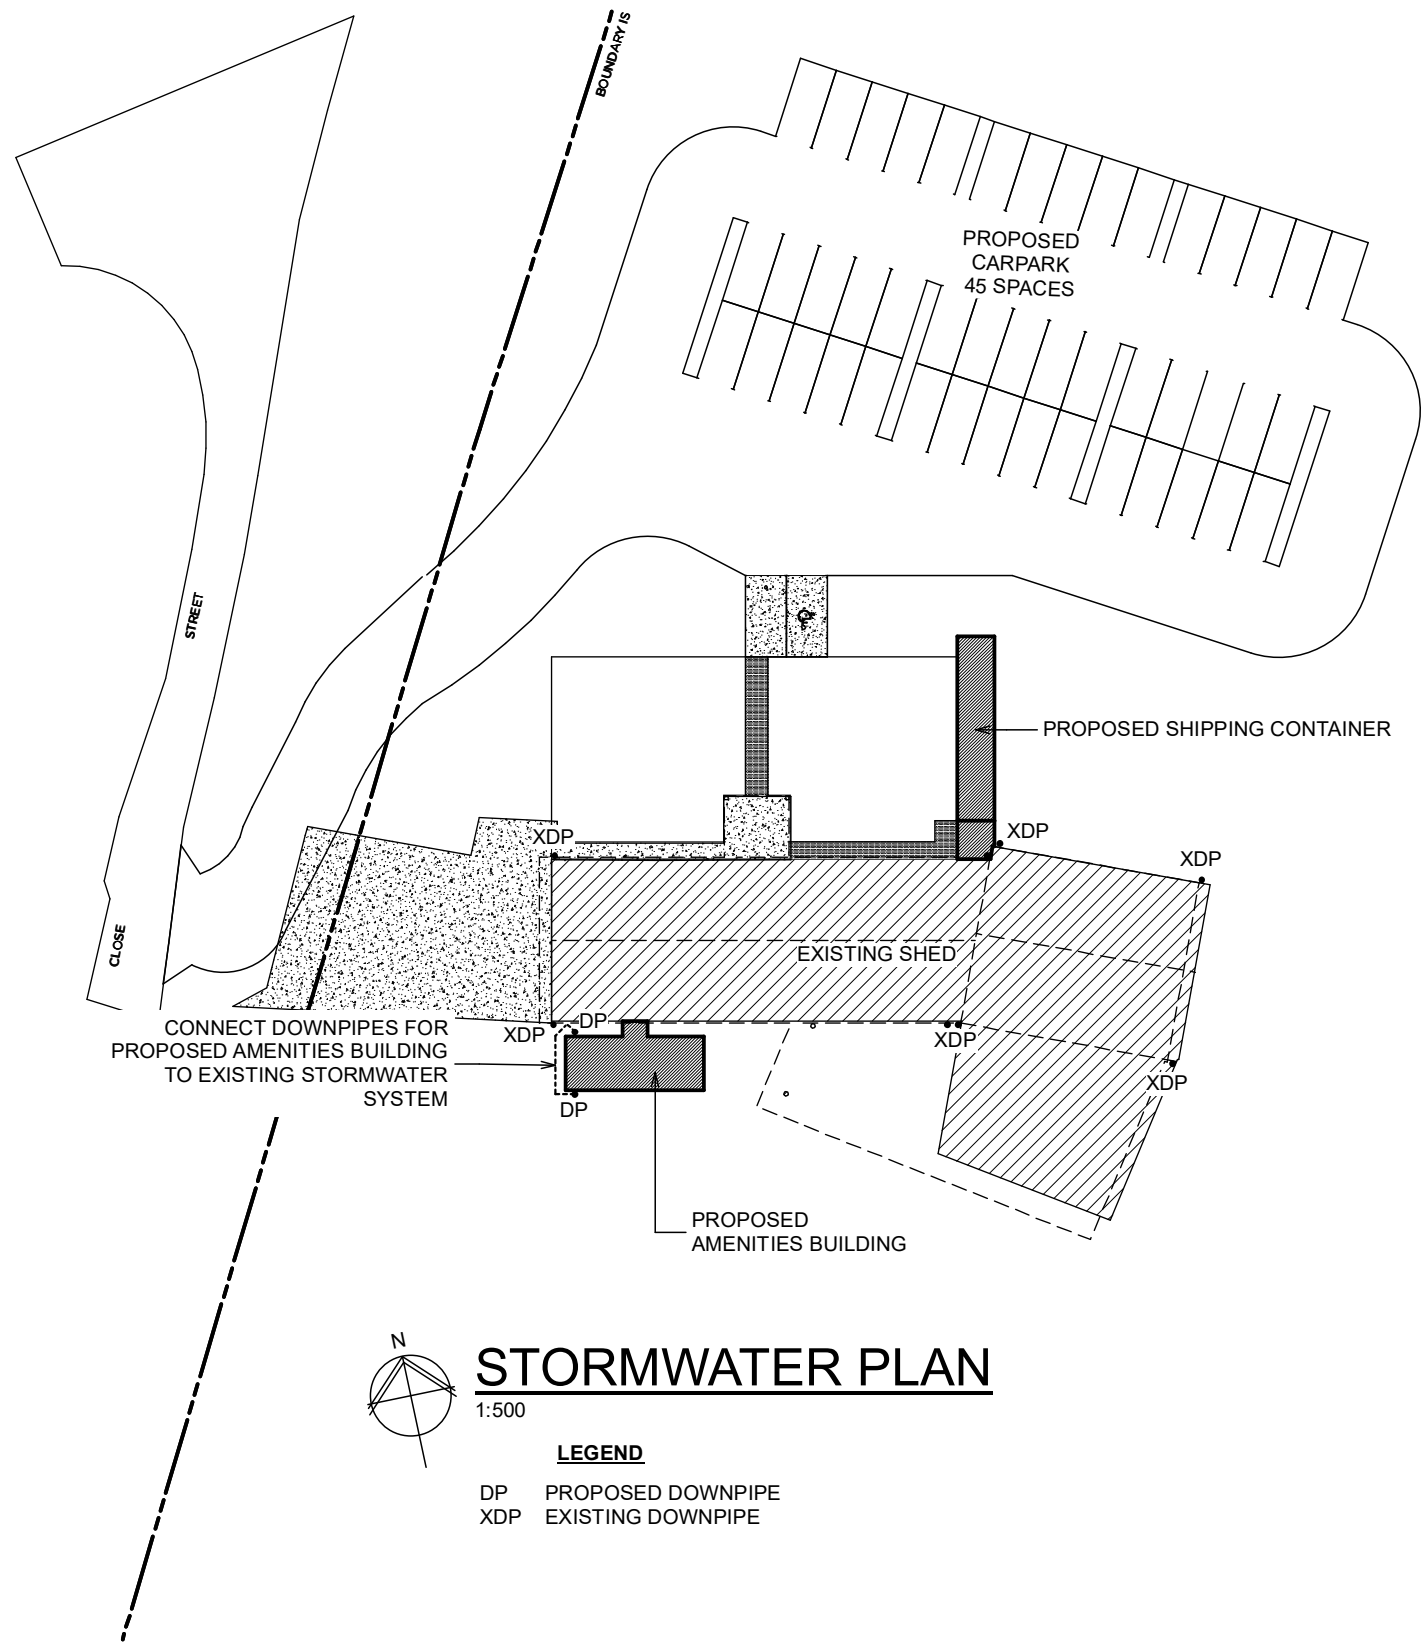 BOUNDARY IS
PROPOSED
CARPARK
45 SPACES
STREET
PROPOSED SHIPPING CONTAINER
XDP
XDP
XDP
CLOSE
EXISTING SHED
CONNECT DOWNPIPES FOR
PROPOSED AMENITIES BUILDING
TO EXISTING STORMWATER
SYSTEM
XDP
DP
XDP
XDP
DP
PROPOSED
AMENITIES BUILDING
N
STORMWATER PLAN
1:500
LEGEND
DP PROPOSED DOWNPIPE
XDP EXISTING DOWNPIPE